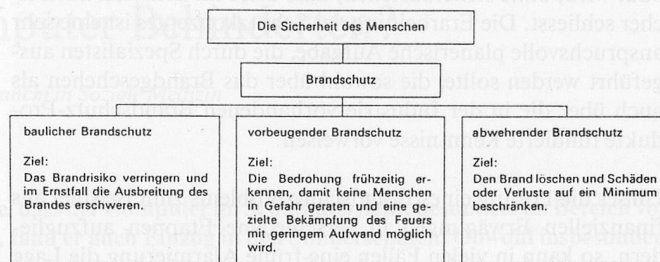 Die Sicherheit des Menschen
Brandschutz
baulicher Brandschutz
Ziel:
Das Brandrisiko verringern und
im Ernstfall die Ausbreitung des
Brandes erschweren.
vorbeugender Brandschutz
Ziel:
Die Bedrohung frühzeitig er-
kennen, damit keine Menschen
in Gefahr geraten und eine ge-
zielte Bekämpfung des Feuers
mit geringem Aufwand möglich
wird.
abwehrender Brandschutz
Ziel:
Den Brand löschen und Schäden
oder Verluste auf ein Minimum
beschränken.